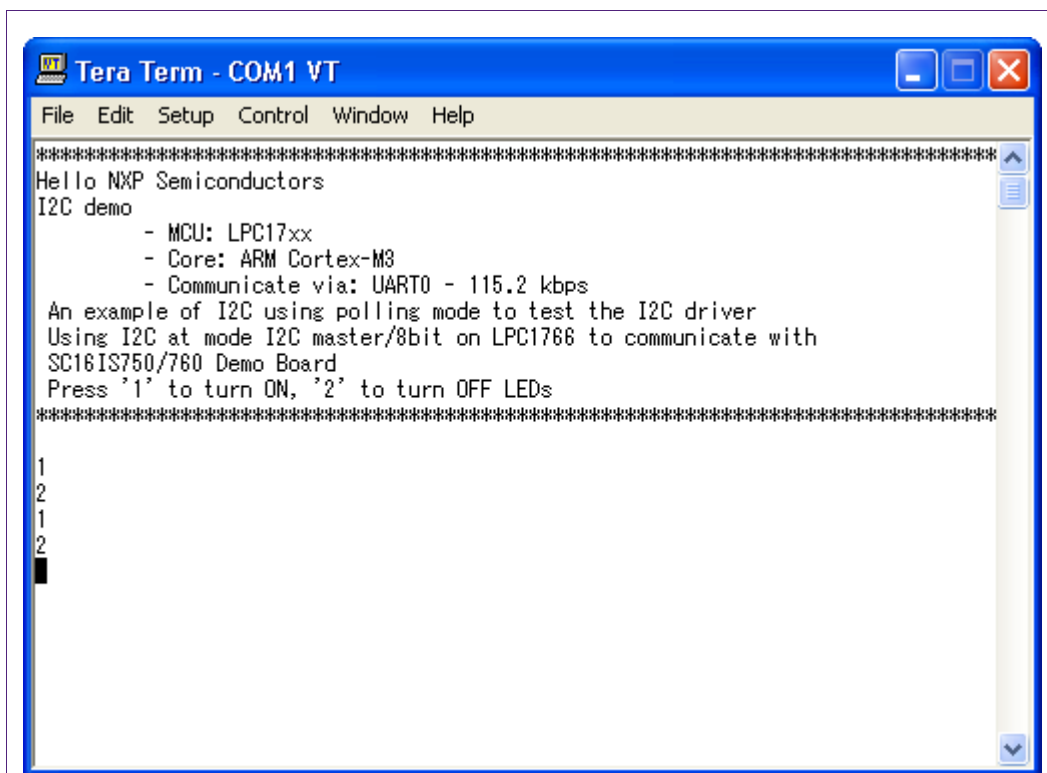 VT
Tera Term - COM1 VT
File Edit Setup Control Window Help
********************************************************************************
Hello NXP Semiconductors
I2C demo
- MCU: LPC17xx
- Core: ARM Cortex-M3
- Communicate via: UART0 - 115.2 kbps
An example of I2C using polling mode to test the I2C driver
Using I2C at mode I2C master/8bit on LPC1766 to communicate with
SC16IS750/760 Demo Board
Press '1' to turn ON, '2' to turn OFF LEDs
********************************************************************************
1
2
1
2